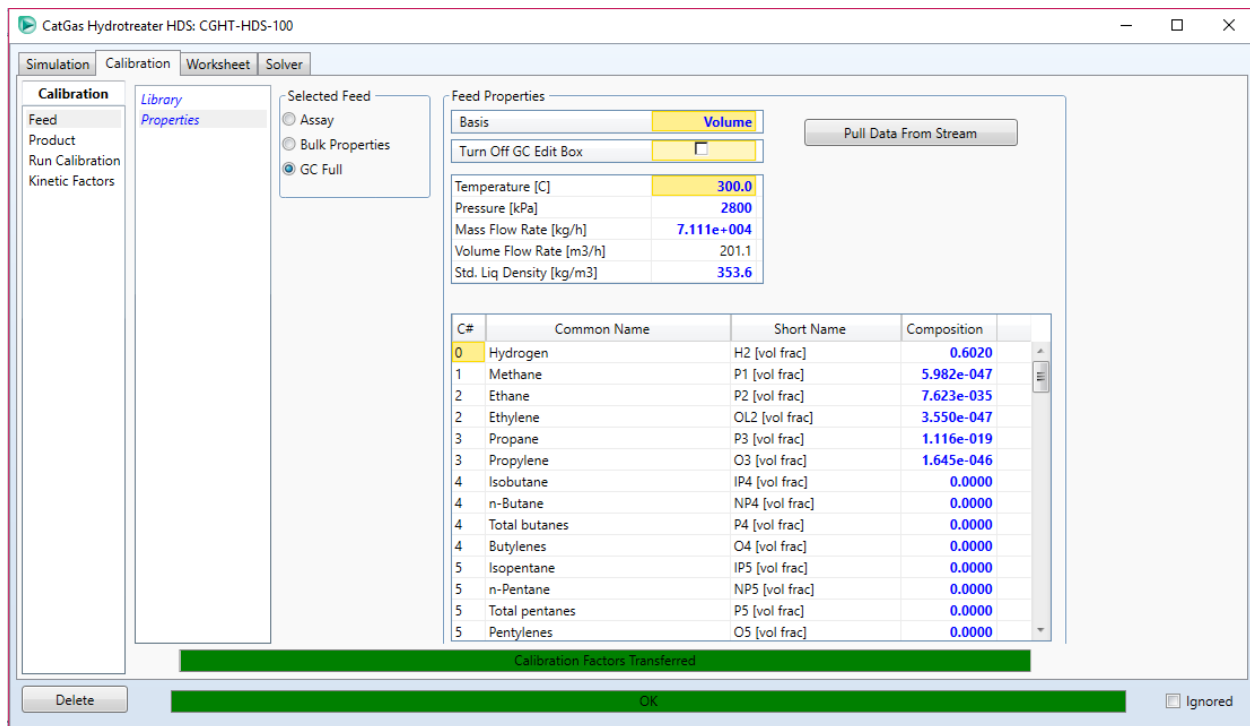 CatGas Hydrotreater HDS: CGHT-HDS-100
Simulation Calibration Worksheet Solver
Calibration
Feed
Product
Run Calibration
Kinetic Factors
Library
Properties
Selected Feed
Assay
Bulk Properties
GC Full
Feed Properties
Basis Volume
Turn Off GC Edit Box
Pull Data From Stream
Temperature [C] 300.0
Pressure [kPa] 2800
Mass Flow Rate [kg/h] 7.111e+004
Volume Flow Rate [m3/h] 201.1
Std. Liq Density [kg/m3] 353.6
C# Common Name Short Name Composition
0 Hydrogen H2 [vol frac] 0.6020
1 Methane P1 [vol frac] 5.982e-047
2 Ethane P2 [vol frac] 7.623e-035
2 Ethylene OL2 [vol frac] 3.550e-047
3 Propane P3 [vol frac] 1.116e-019
3 Propylene O3 [vol frac] 1.645e-046
4 Isobutane IP4 [vol frac] 0.0000
4 n-Butane NP4 [vol frac] 0.0000
4 Total butanes P4 [vol frac] 0.0000
4 Butylenes O4 [vol frac] 0.0000
5 Isopentane IP5 [vol frac] 0.0000
5 n-Pentane NP5 [vol frac] 0.0000
5 Total pentanes P5 [vol frac] 0.0000
5 Pentylenes O5 [vol frac] 0.0000
Calibration Factors Transferred
Delete OK Ignored